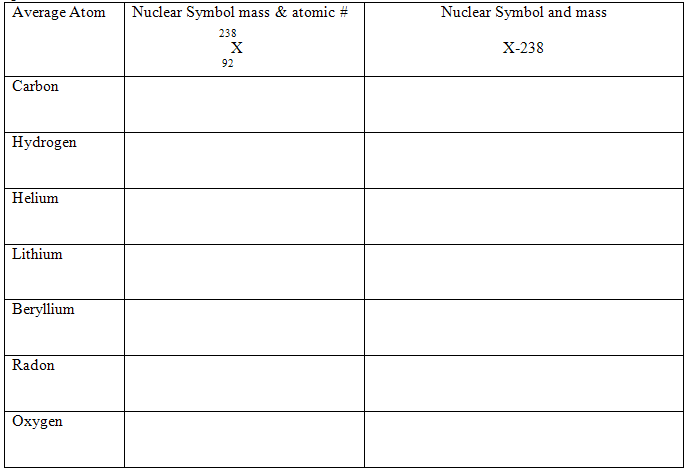 Average Atom
Nuclear Symbol mass & atomic #
238
X
92
Nuclear Symbol and mass
X-238
Carbon
Hydrogen
Helium
Lithium
Beryllium
Radon
Oxygen